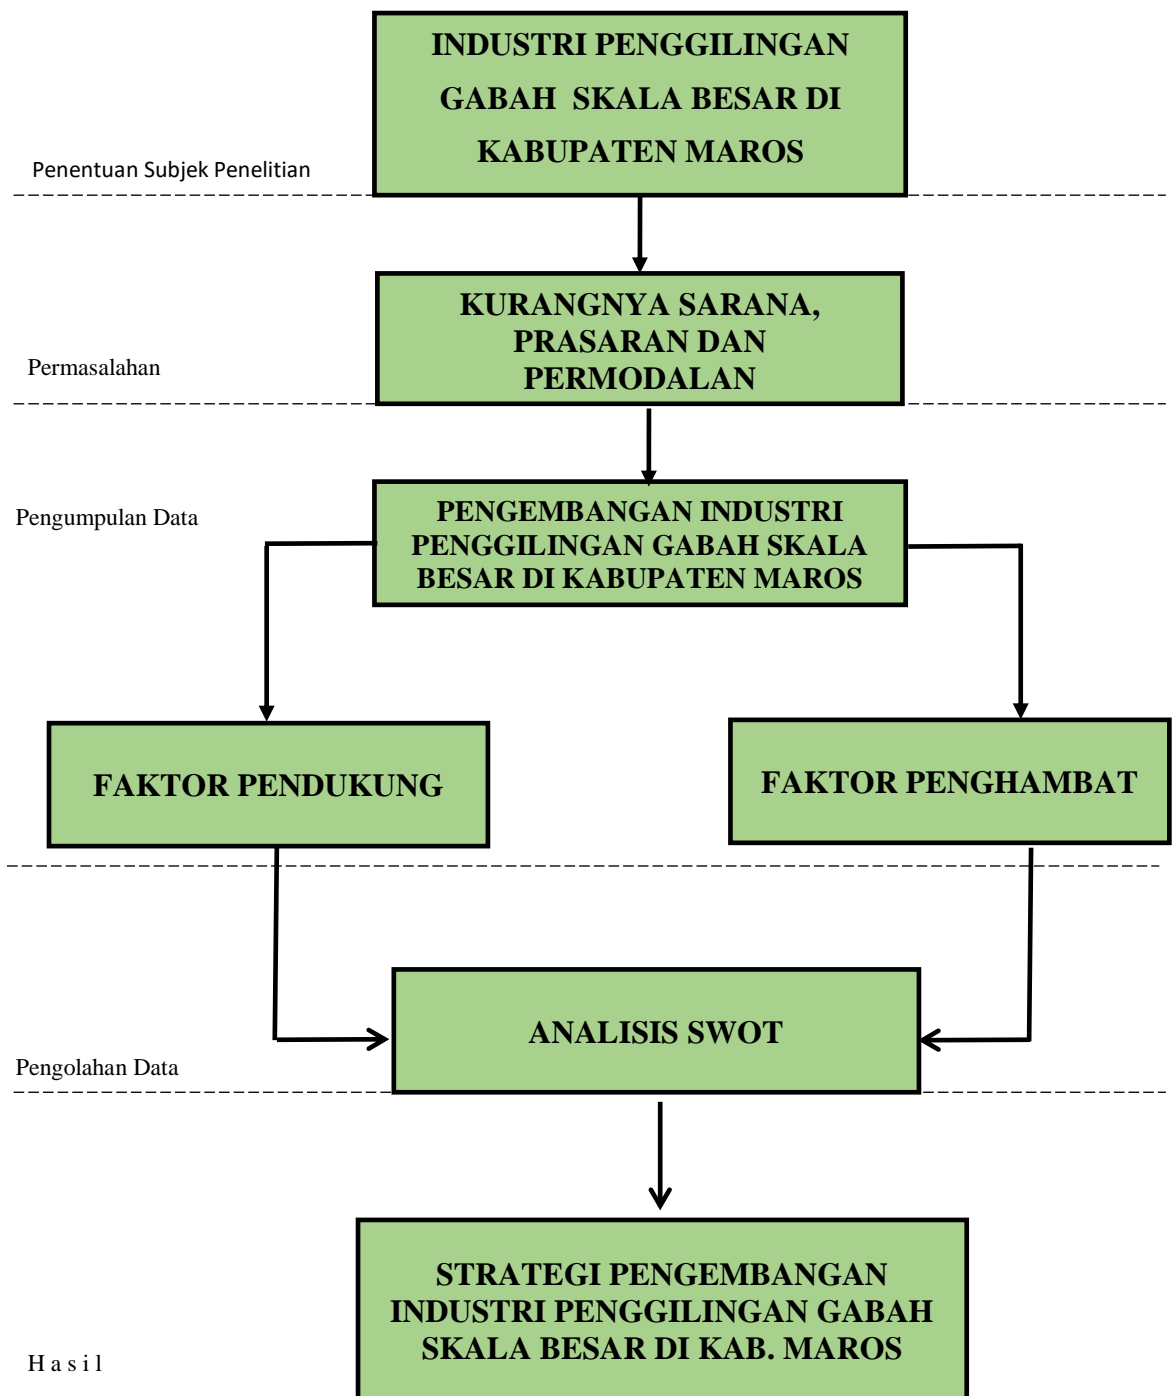 INDUSTRI PENGGILINGAN
GABAH SKALA BESAR DI
KABUPATEN MAROS
Penentuan Subjek Penelitian
KURANGNYA SARANA,
PRASARAN DAN
PERMODALAN
Permasalahan
Pengumpulan Data
PENGEMBANGAN INDUSTRI
PENGGILINGAN GABAH SKALA
BESAR DI KABUPATEN MAROS
FAKTOR PENDUKUNG
FAKTOR PENGHAMBAT
ANALISIS SWOT
Pengolahan Data
STRATEGI PENGEMBANGAN
INDUSTRI PENGGILINGAN GABAH
SKALA BESAR DI KAB. MAROS
H a s i l